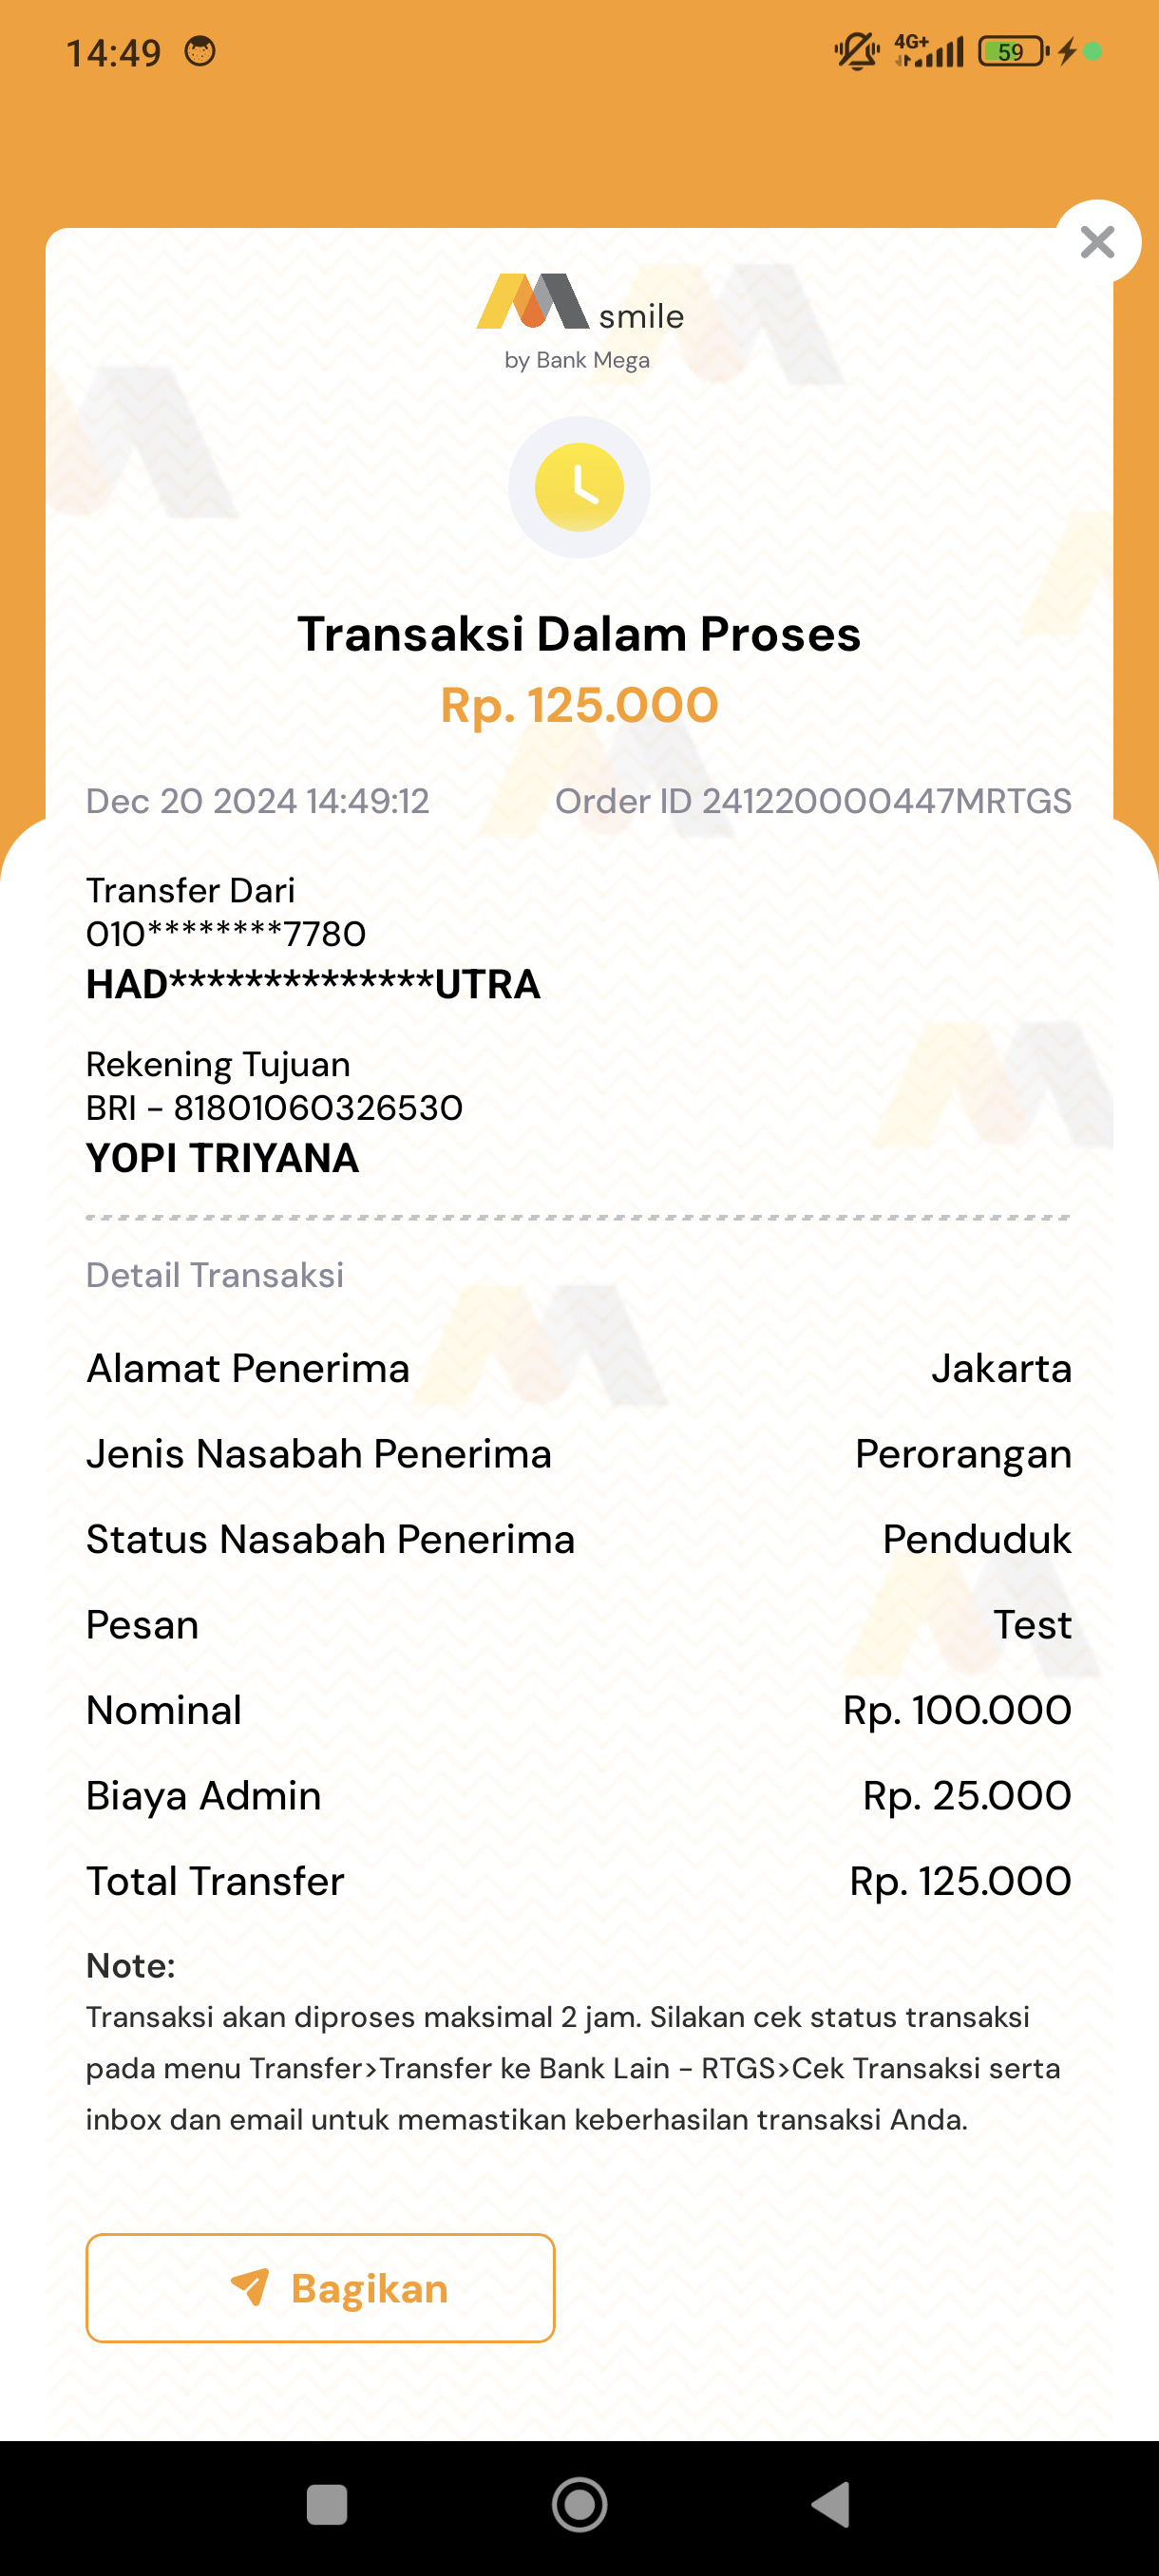 14:49
4G+
59
smile
by Bank Mega
Transaksi Dalam Proses
Rp. 125.000
Dec 20 2024 14:49:12 Order ID 241220000447MRTGS
Transfer Dari
010********7780
HAD**************UTRA
Rekening Tujuan
BRI - 81801060326530
YOPI TRIYANA
Detail Transaksi
Alamat Penerima Jakarta
Jenis Nasabah Penerima Perorangan
Status Nasabah Penerima Penduduk
Pesan Test
Nominal Rp. 100.000
Biaya Admin Rp. 25.000
Total Transfer Rp. 125.000
Note:
Transaksi akan diproses maksimal 2 jam. Silakan cek status transaksi
pada menu Transfer>Transfer ke Bank Lain - RTGS>Cek Transaksi serta
inbox dan email untuk memastikan keberhasilan transaksi Anda.
Bagikan